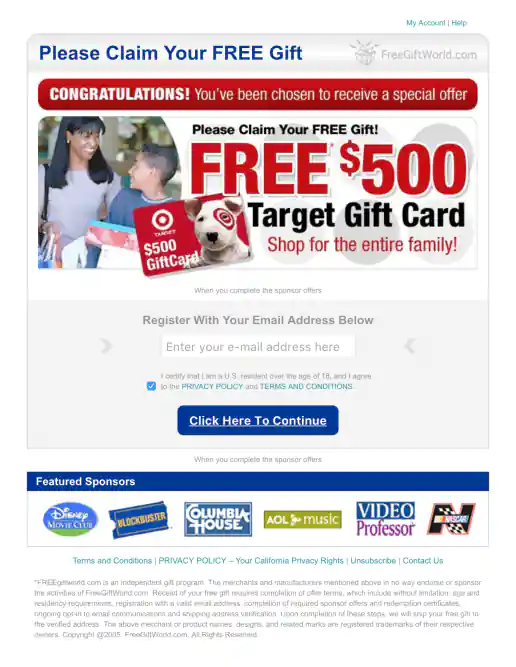 My Account | Help
Please Claim Your FREE Gift
FreeGiftWorld.com
CONGRATULATIONS! You've been chosen to receive a special offer
Please Claim Your FREE Gift!
FREE $500
Target Gift Card
Shop for the entire family!
TARGET
$500
GiftCard
When you complete the sponsor offers
Register With Your Email Address Below
Enter your e-mail address here
I certify that I am a U.S. resident over the age of 18, and I agree
to the PRIVACY POLICY and TERMS AND CONDITIONS.
Click Here To Continue
When you complete the sponsor offers
Featured Sponsors
Disney
MOVIE CLUB
BLOCKBUSTER
COLUMBIA
HOUSE
AOL music
VIDEO
Professor
N
NASCAR
Terms and Conditions | PRIVACY POLICY – Your California Privacy Rights | Unsubscribe | Contact Us
*FREEgiftworld.com is an independent gift program. The merchants and manufacturers mentioned above in no way endorse or sponsor
the activities of FreeGiftWorld.com. Receipt of your free gift requires completion of offer terms, which include without limitation: age and
residency requirements, registration with a valid email address, completion of required sponsor offers and redemption certificates,
ongoing opt-in to email communications and shipping address verification. Upon completion of these steps, we will ship your free gift to
the verified address. The above merchant or product names, designs, and related marks are registered trademarks of their respective
owners. Copyright @2005. FreeGiftWorld.com, All Rights Reserved.